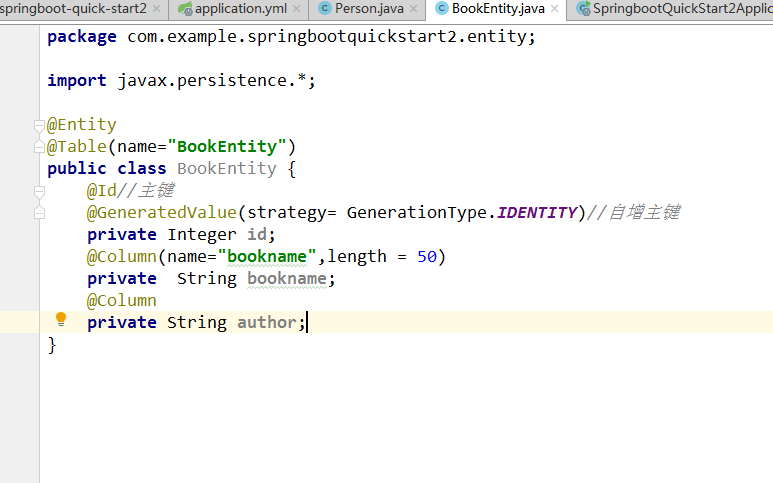 springboot-quick-start2 application.yml Person.java BookEntity.java SpringbootQuickStart2Applic
package com.example.springbootquickstart2.entity;
import javax.persistence.*;
@Entity
@Table(name="BookEntity")
public class BookEntity {
@Id//主键
@GeneratedValue(strategy= GenerationType.IDENTITY)//自增主键
private Integer id;
@Column(name="bookname",length = 50)
private  String bookname;
@Column
private String author;
}